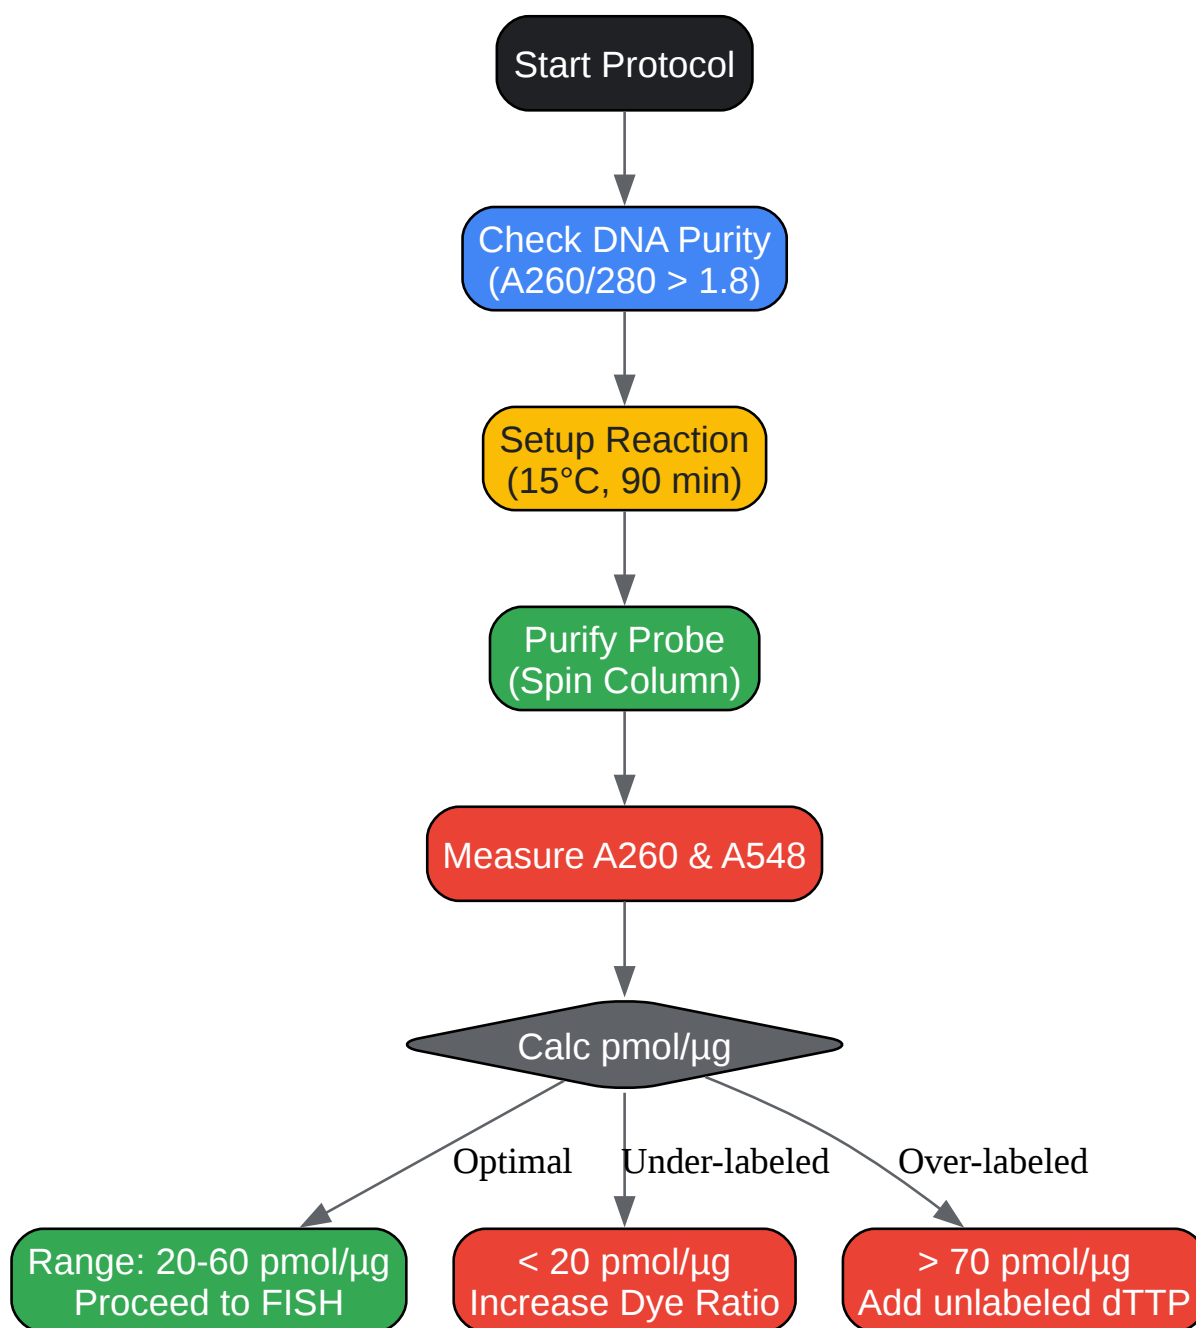 Start Protocol
Check DNA Purity
(A260/280 > 1.8)
Setup Reaction
(15°C, 90 min)
Purify Probe
(Spin Column)
Measure A260 & A548
Calc pmol/µg
Optimal
Under-labeled
Over-labeled
Range: 20-60 pmol/µg
Proceed to FISH
< 20 pmol/µg
Increase Dye Ratio
> 70 pmol/µg
Add unlabeled dTTP